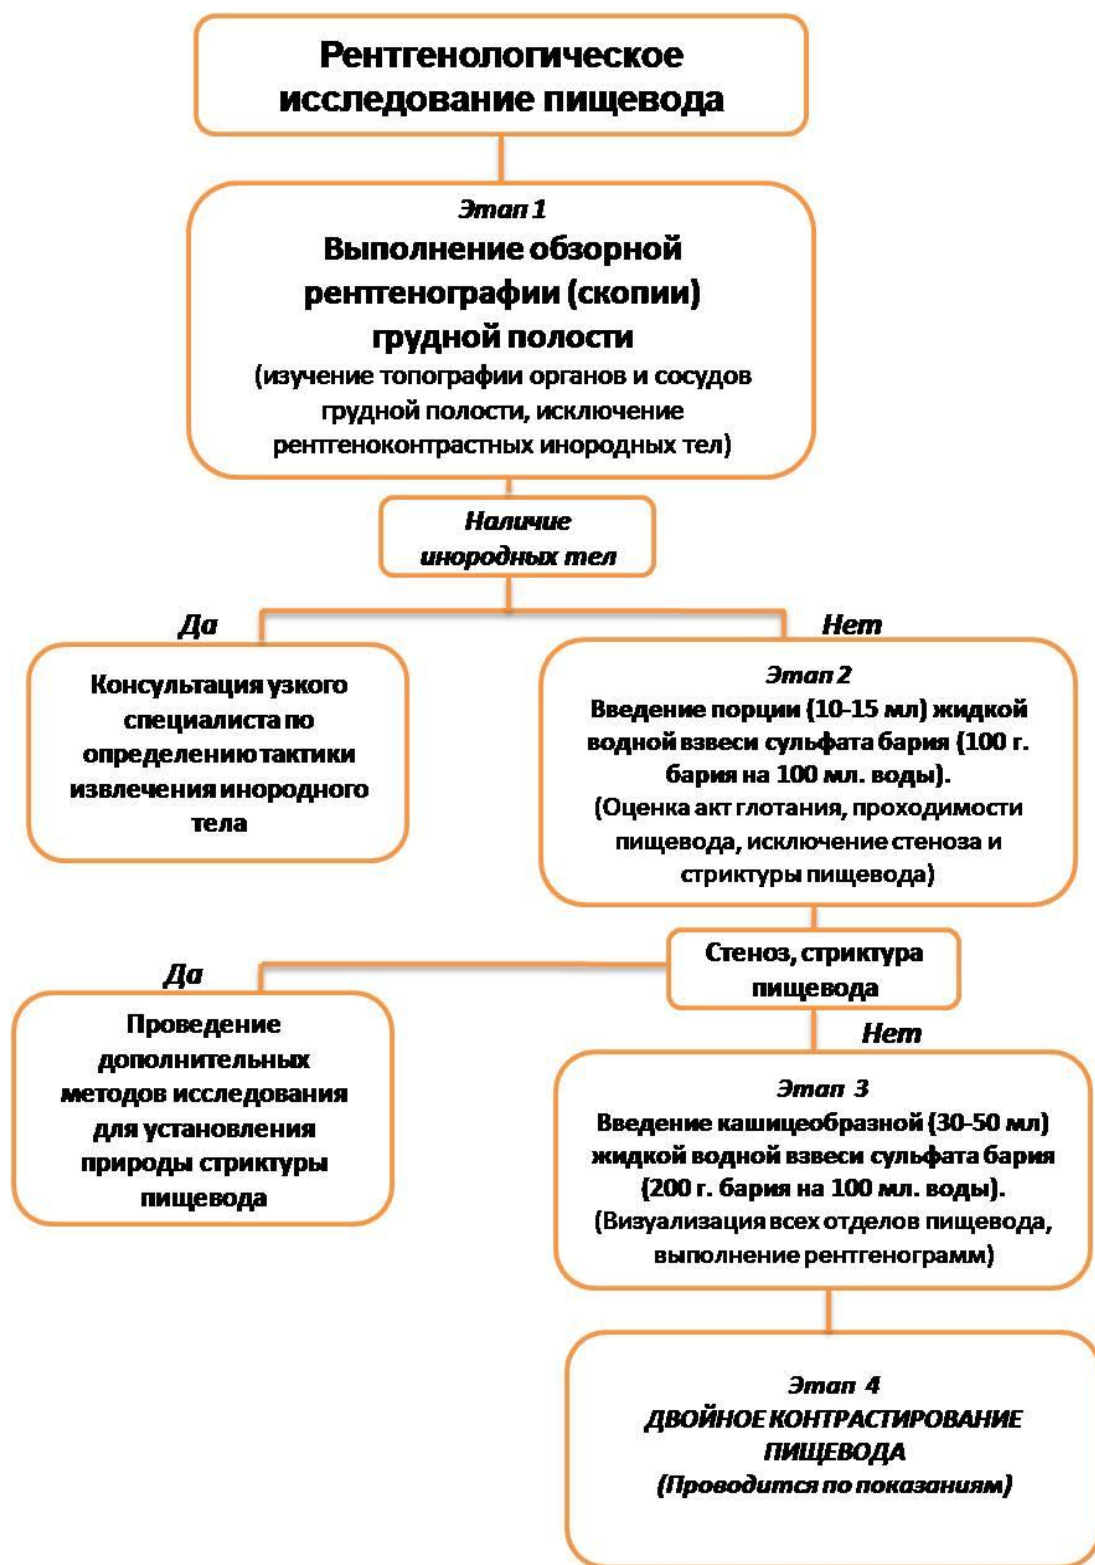 Рентгенологическое
исследование пищевода
Этап 1
Выполнение обзорной
рентгенографии (скопии)
грудной полости
(изучение топографии органов и сосудов
грудной полости, исключение
рентгеноконтрастных инородных тел)
Наличие
инородных тел
Да
Нет
Консультация узкого
специалиста по
определению тактики
извлечения инородного
тела
Этап 2
Введение порции (10-15 мл) жидкой
водной взвеси сульфата бария (100 г.
бария на 100 мл. воды).
(Оценка акт глотания, проходимости
пищевода, исключение стеноза и
стриктуры пищевода)
Стеноз, стриктура
пищевода
Да
Нет
Проведение
дополнительных
методов исследования
для установления
природы стриктуры
пищевода
Этап 3
Введение кашицеобразной (30-50 мл)
жидкой водной взвеси сульфата бария
(200 г. бария на 100 мл. воды).
(Визуализация всех отделов пищевода,
выполнение рентгенограмм)
Этап 4
ДВОЙНОЕ КОНТРАСТИРОВАНИЕ
ПИЩЕВОДА
(Проводится по показаниям)